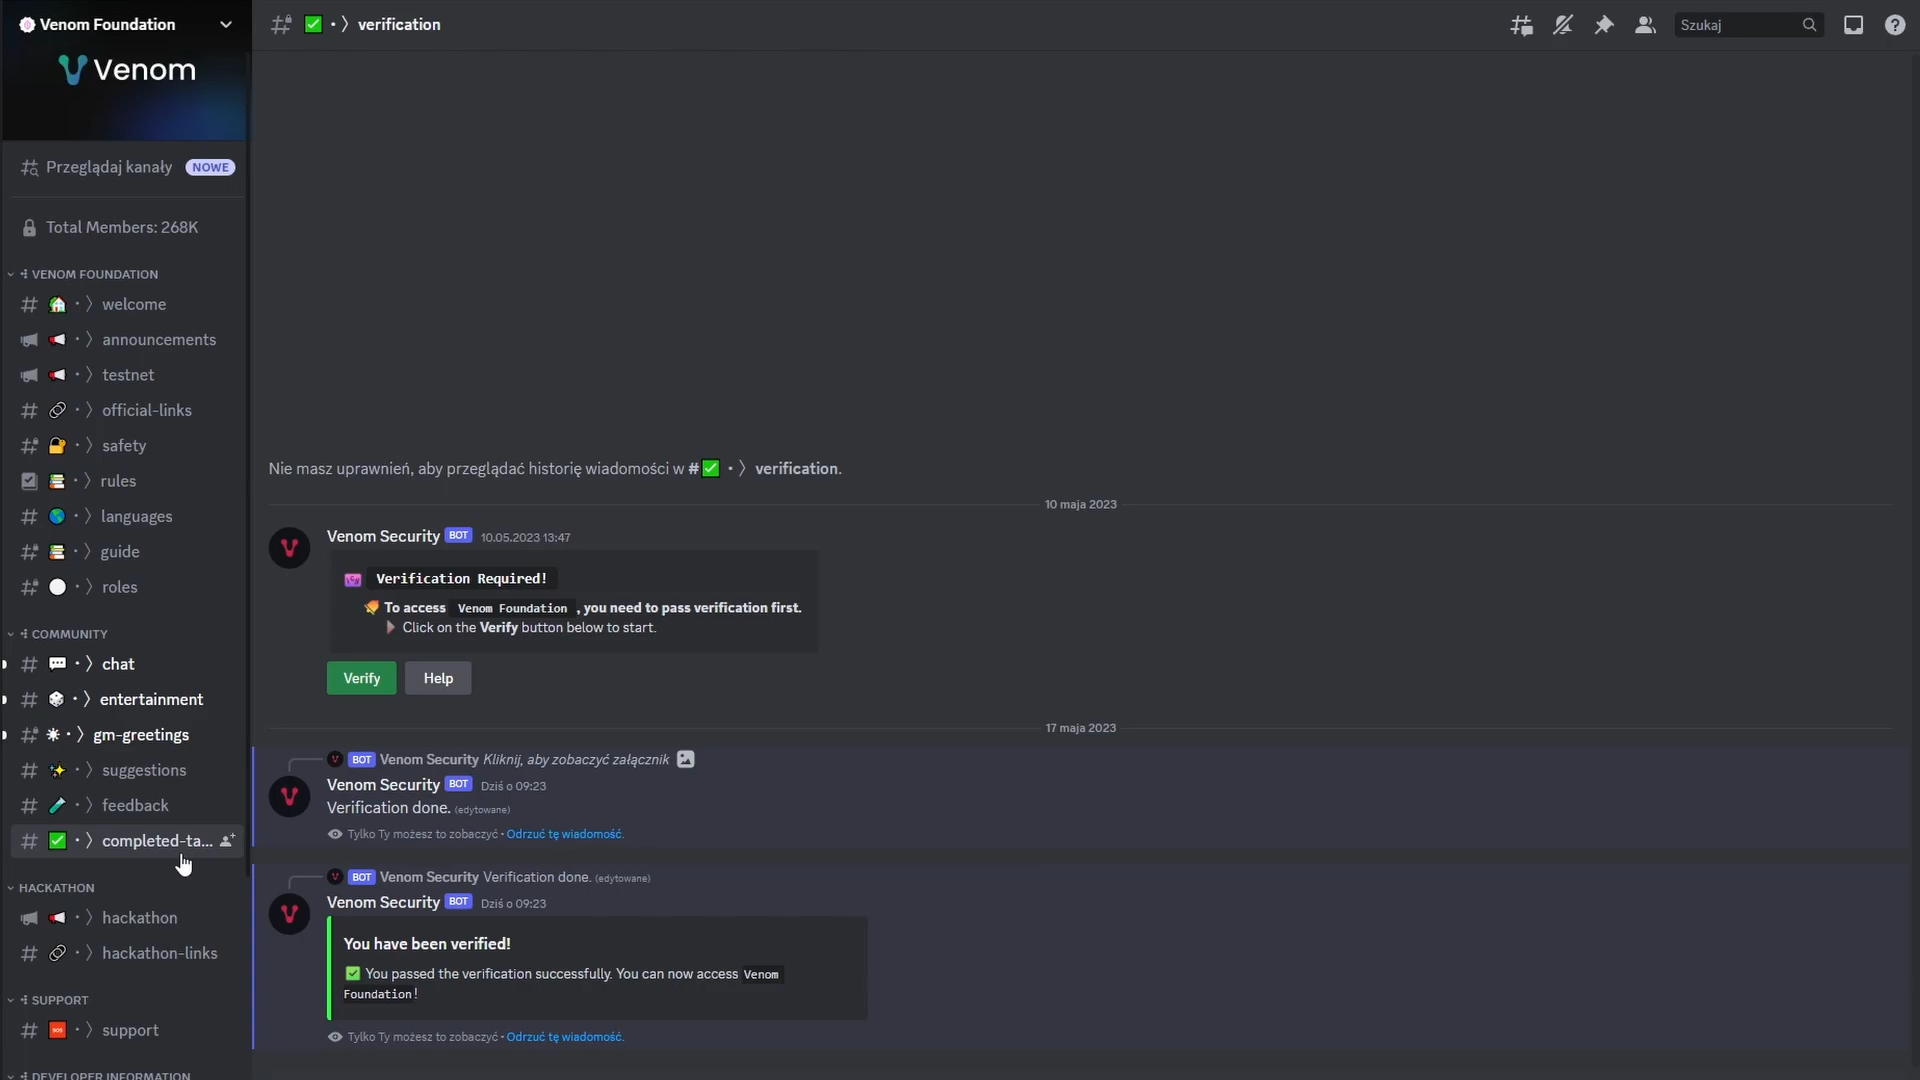 Venom Foundation
Venom
Przeglądaj kanały NOWE
Total Members: 268K
VENOM FOUNDATION
welcome
announcements
testnet
official-links
safety
rules
languages
guide
roles
COMMUNITY
chat
entertainment
gm-greetings
suggestions
feedback
completed-ta...
HACKATHON
hackathon
hackathon-links
SUPPORT
support
DEVELOPER INFORMATION
verification
Szukaj
Nie masz uprawnień, aby przeglądać historię wiadomości w #✅ · 〉 verification.
10 maja 2023
Venom Security BOT 10.05.2023 13:47
Verification Required!
To access Venom Foundation , you need to pass verification first.
Click on the Verify button below to start.
Verify Help
17 maja 2023
BOT Venom Security Kliknij, aby zobaczyć załącznik
Venom Security BOT Dziś o 09:23
Verification done. (edytowane)
Tylko Ty możesz to zobaczyć • Odrzuć tę wiadomość.
BOT Venom Security Verification done. (edytowane)
Venom Security BOT Dziś o 09:23
You have been verified!
You passed the verification successfully. You can now access Venom
Foundation!
Tylko Ty możesz to zobaczyć • Odrzuć tę wiadomość.